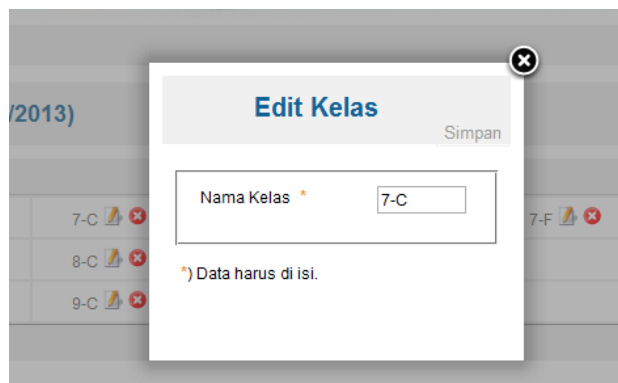 Edit Kelas
/2013)
Simpan
Nama Kelas * 7-C
7-C 7-F
8-C
*) Data harus di isi.
9-C